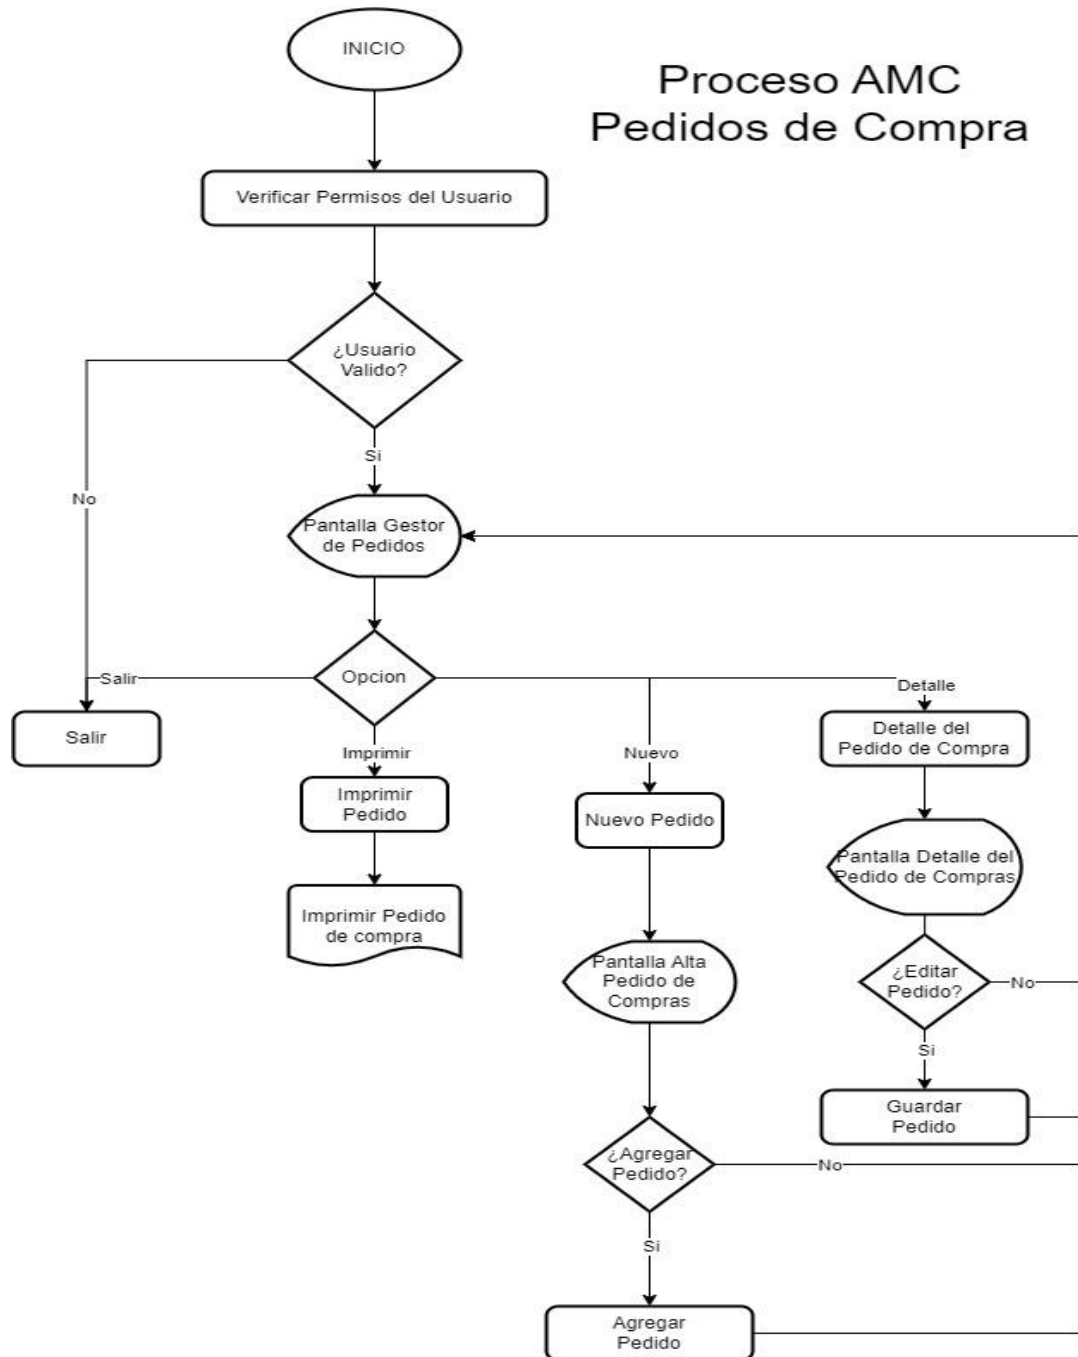 INICIO
Proceso AMC
Pedidos de Compra
Verificar Permisos del Usuario
¿Usuario
Valido?
No
Si
Pantalla Gestor
de Pedidos
Opcion
Salir
Salir
Imprimir
Imprimir
Pedido
Imprimir Pedido
de compra
Nuevo
Nuevo Pedido
Pantalla Alta
Pedido de
Compras
¿Agregar
Pedido?
No
Si
Agregar
Pedido
Detalle
Detalle del
Pedido de Compra
Pantalla Detalle del
Pedido de Compras
¿Editar
Pedido?
No
Si
Guardar
Pedido